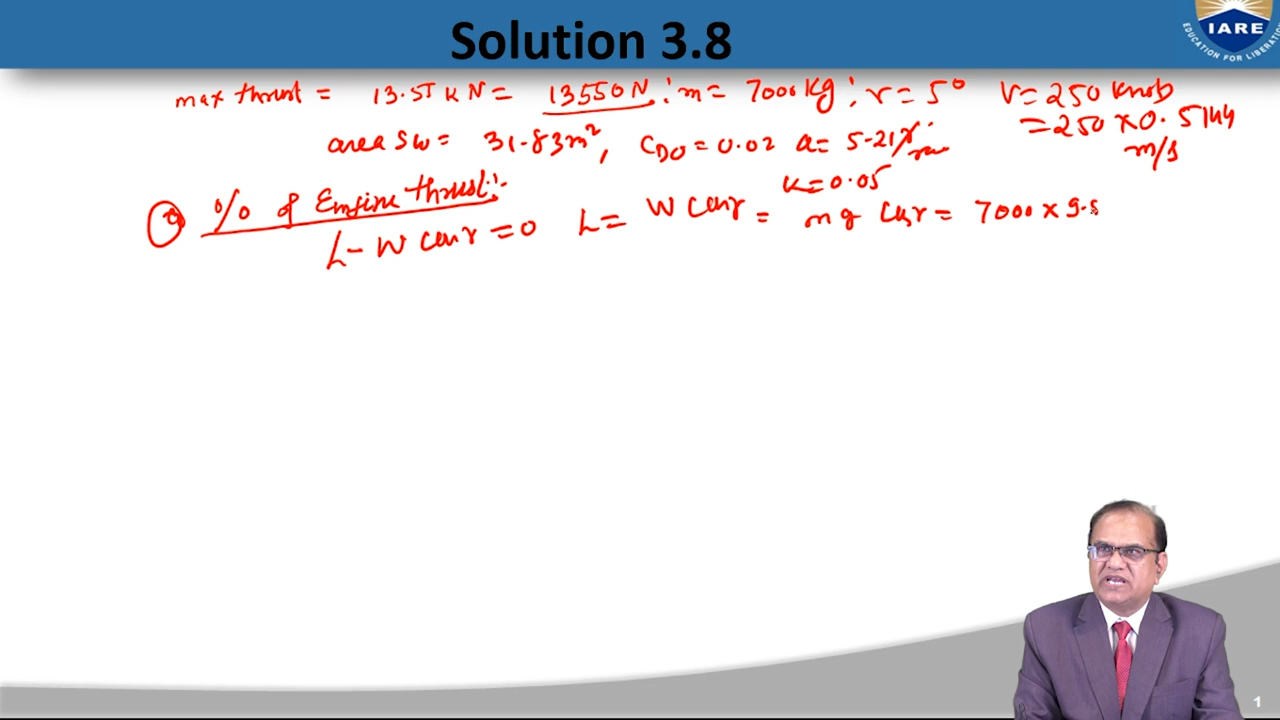 Solution 3.8
IARE
EDUCATION FOR LIBERATI
max thrust = 13.55 kN = 13550 N : m = 7000 kg : γ = 5° V = 250 knots
= 250 x 0.5144
m/s
area Sw = 31.83 m², CD0 = 0.02 a = 5.21/
K = 0.05
% of Engine thrust :-
L - W cos γ = 0 L = W cos γ = mg cos γ = 7000 x 9.8
1